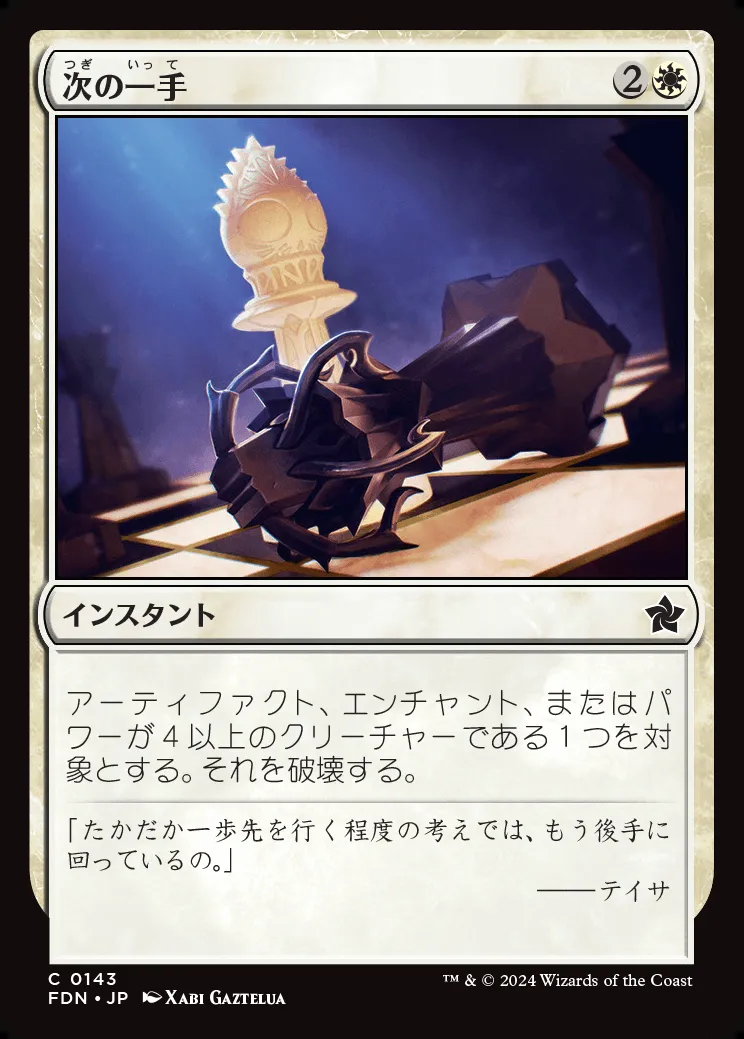 つぎ いっ て
次の一手
2
インスタント
アーティファクト、エンチャント、またはパ
ワーが4以上のクリーチャーである1つを対
象とする。それを破壊する。
「たかだか一歩先を行く程度の考えでは、もう後手に
回っているの。」
――テイサ
C 0143
FDN • JP XABI GAZTELUA
™ & © 2024 Wizards of the Coast